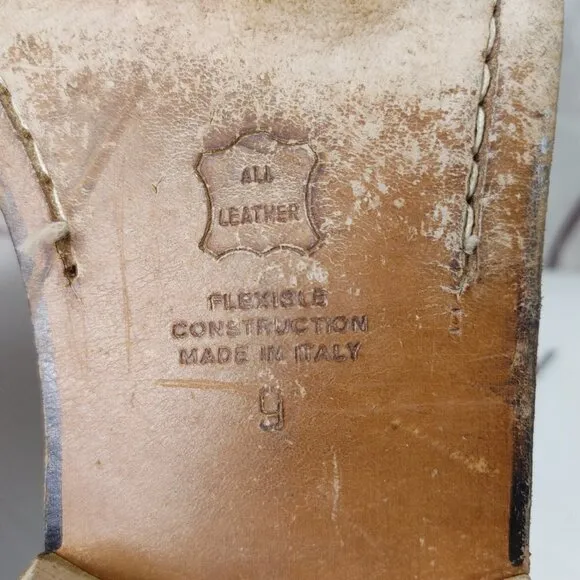 ALL
LEATHER
FLEXIBLE
CONSTRUCTION
MADE IN ITALY
9